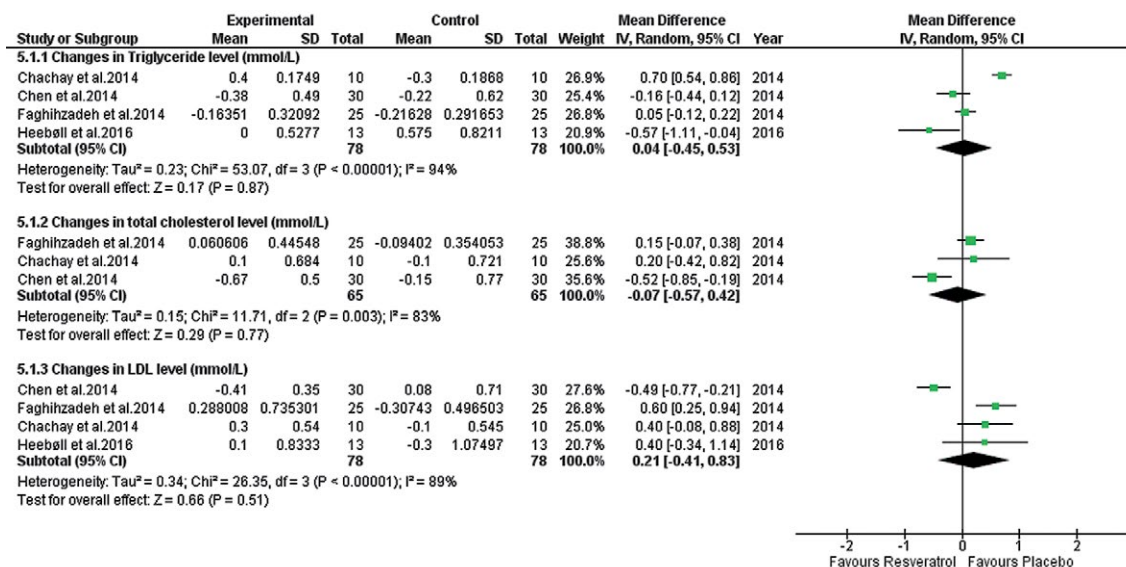 Experimental Control Mean Difference Mean Difference
Study or Subgroup Mean SD Total Mean SD Total Weight IV, Random, 95% CI Year IV, Random, 95% CI
5.1.1 Changes in Triglyceride level (mmol/L)
Chachay et al.2014 0.4 0.1749 10 -0.3 0.1868 10 26.9% 0.70 [0.54, 0.86] 2014
Chen et al.2014 -0.38 0.49 30 -0.22 0.62 30 25.4% -0.16 [-0.44, 0.12] 2014
Faghihzadeh et al.2014 -0.16351 0.32092 25 -0.21628 0.291653 25 26.8% 0.05 [-0.12, 0.22] 2014
Heebøll et al.2016 0 0.5277 13 0.575 0.8211 13 20.9% -0.57 [-1.11, -0.04] 2016
Subtotal (95% CI) 78 78 100.0% 0.04 [-0.45, 0.53]
Heterogeneity: Tau² = 0.23; Chi² = 53.07, df = 3 (P < 0.00001); I² = 94%
Test for overall effect: Z = 0.17 (P = 0.87)
5.1.2 Changes in total cholesterol level (mmol/L)
Faghihzadeh et al.2014 0.060606 0.44548 25 -0.09402 0.354053 25 38.8% 0.15 [-0.07, 0.38] 2014
Chachay et al.2014 0.1 0.684 10 -0.1 0.721 10 25.6% 0.20 [-0.42, 0.82] 2014
Chen et al.2014 -0.67 0.5 30 -0.15 0.77 30 35.6% -0.52 [-0.85, -0.19] 2014
Subtotal (95% CI) 65 65 100.0% -0.07 [-0.57, 0.42]
Heterogeneity: Tau² = 0.15; Chi² = 11.71, df = 2 (P = 0.003); I² = 83%
Test for overall effect: Z = 0.29 (P = 0.77)
5.1.3 Changes in LDL level (mmol/L)
Chen et al.2014 -0.41 0.35 30 0.08 0.71 30 27.6% -0.49 [-0.77, -0.21] 2014
Faghihzadeh et al.2014 0.288008 0.735301 25 -0.30743 0.496503 25 26.8% 0.60 [0.25, 0.94] 2014
Chachay et al.2014 0.3 0.54 10 -0.1 0.545 10 25.0% 0.40 [-0.08, 0.88] 2014
Heebøll et al.2016 0.1 0.8333 13 -0.3 1.07497 13 20.7% 0.40 [-0.34, 1.14] 2016
Subtotal (95% CI) 78 78 100.0% 0.21 [-0.41, 0.83]
Heterogeneity: Tau² = 0.34; Chi² = 26.35, df = 3 (P < 0.00001); I² = 89%
Test for overall effect: Z = 0.66 (P = 0.51)
-2 -1 0 1 2
Favours Resveratrol Favours Placebo